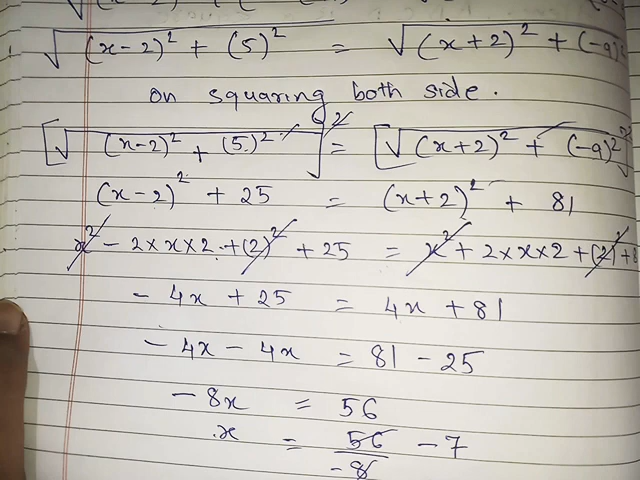 √(x-2)² + (5)² = √(x+2)² + (-9)²
on squaring both side.
[√(x-2)² + (5)²]² = [√(x+2)² + (-9)²]
(x-2)² + 25 = (x+2)² + 81
x² - 2×x×2 + (2)² + 25 = x² + 2×x×2 + (2)² +
-4x + 25 = 4x + 81
-4x - 4x = 81 - 25
-8x = 56
x = 56/-8 -7